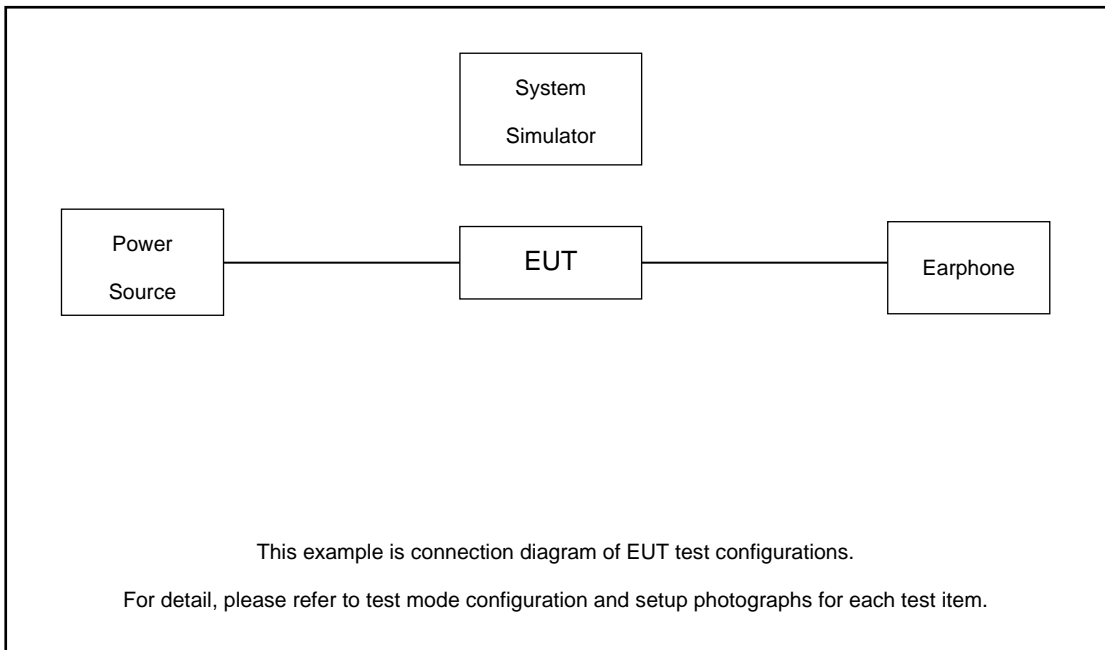 System
Simulator
Power
Source
EUT
Earphone
This example is connection diagram of EUT test configurations.
For detail, please refer to test mode configuration and setup photographs for each test item.